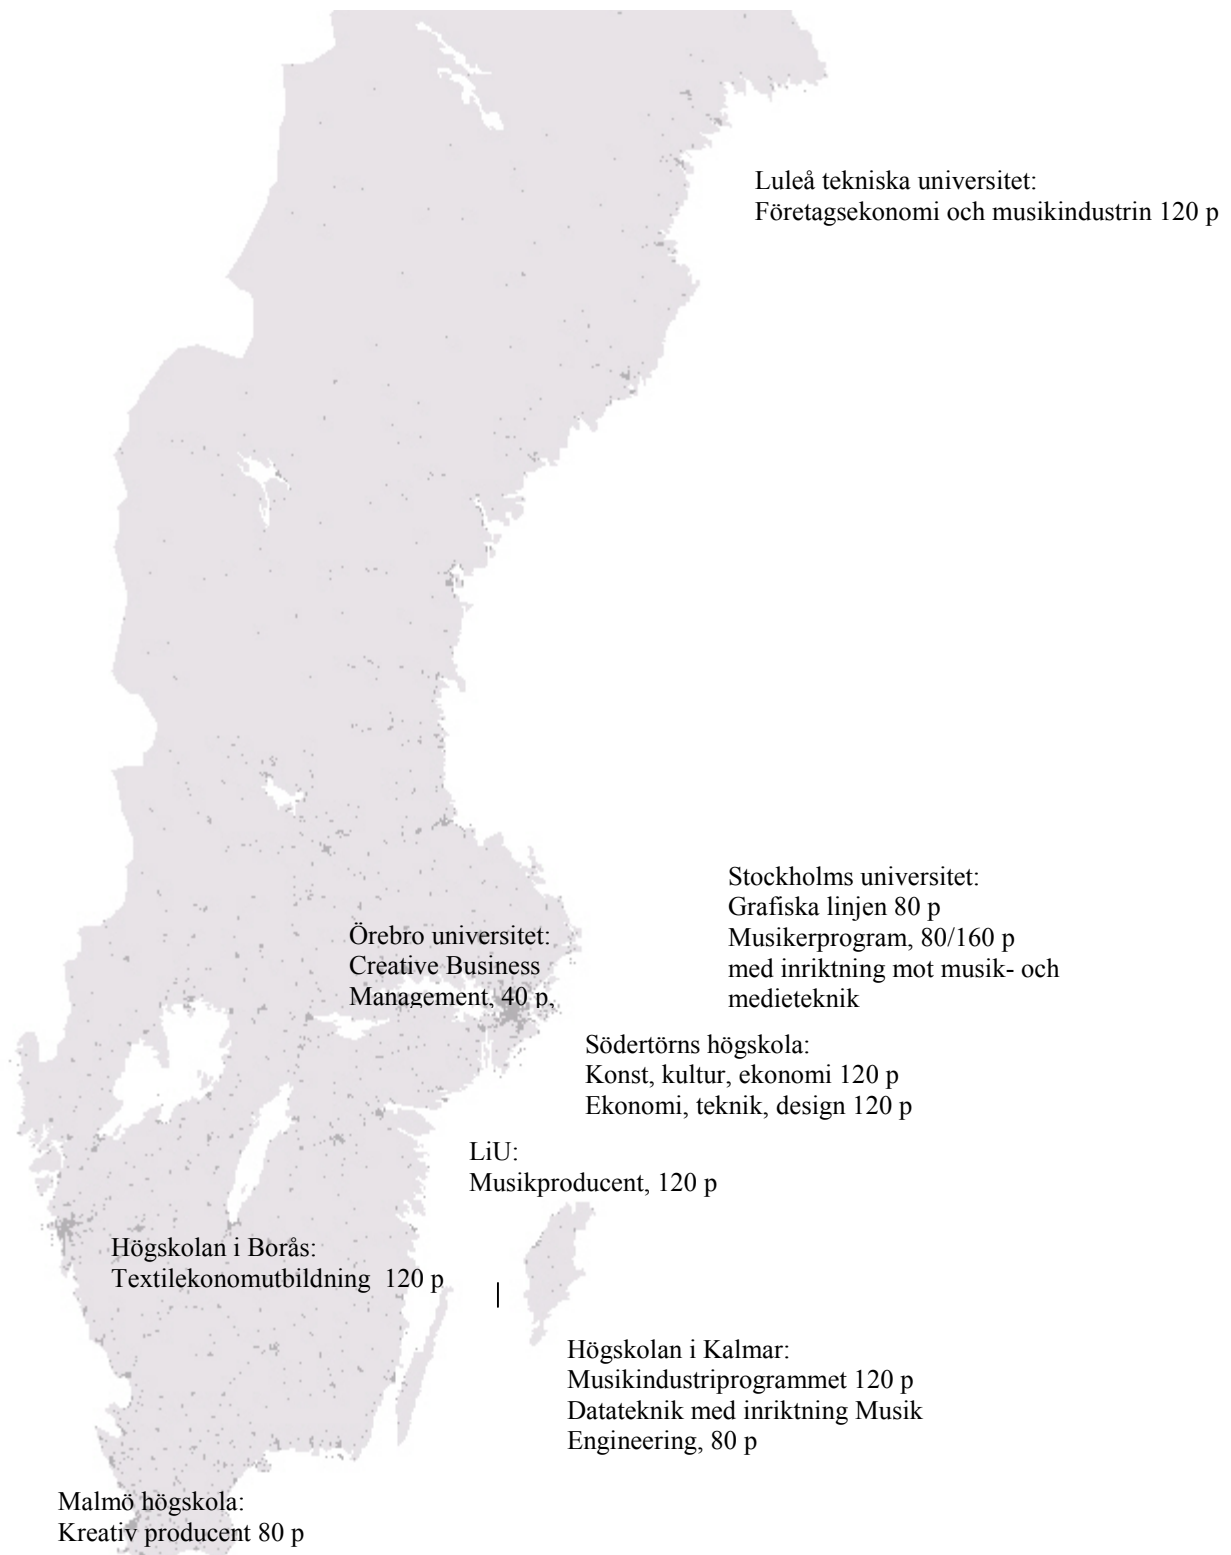 Luleå tekniska universitet:
Företagsekonomi och musikindustrin 120 p
Stockholms universitet:
Grafiska linjen 80 p
Musikerprogram, 80/160 p
med inriktning mot musik- och
medieteknik
Örebro universitet:
Creative Business
Management, 40 p,
Södertörns högskola:
Konst, kultur, ekonomi 120 p
Ekonomi, teknik, design 120 p
LiU:
Musikproducent, 120 p
Högskolan i Borås:
Textilekonomutbildning  120 p
Högskolan i Kalmar:
Musikindustriprogrammet 120 p
Datateknik med inriktning Musik
Engineering, 80 p
Malmö högskola:
Kreativ producent 80 p